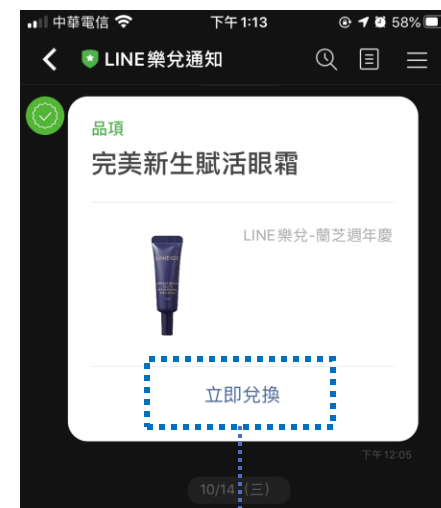 中華電信 下午1:13 58%
LINE樂兌通知
品項
完美新生賦活眼霜
LINE樂兌-蘭芝週年慶
LANEIGE
立即兌換
下午12:05
10/14（三）